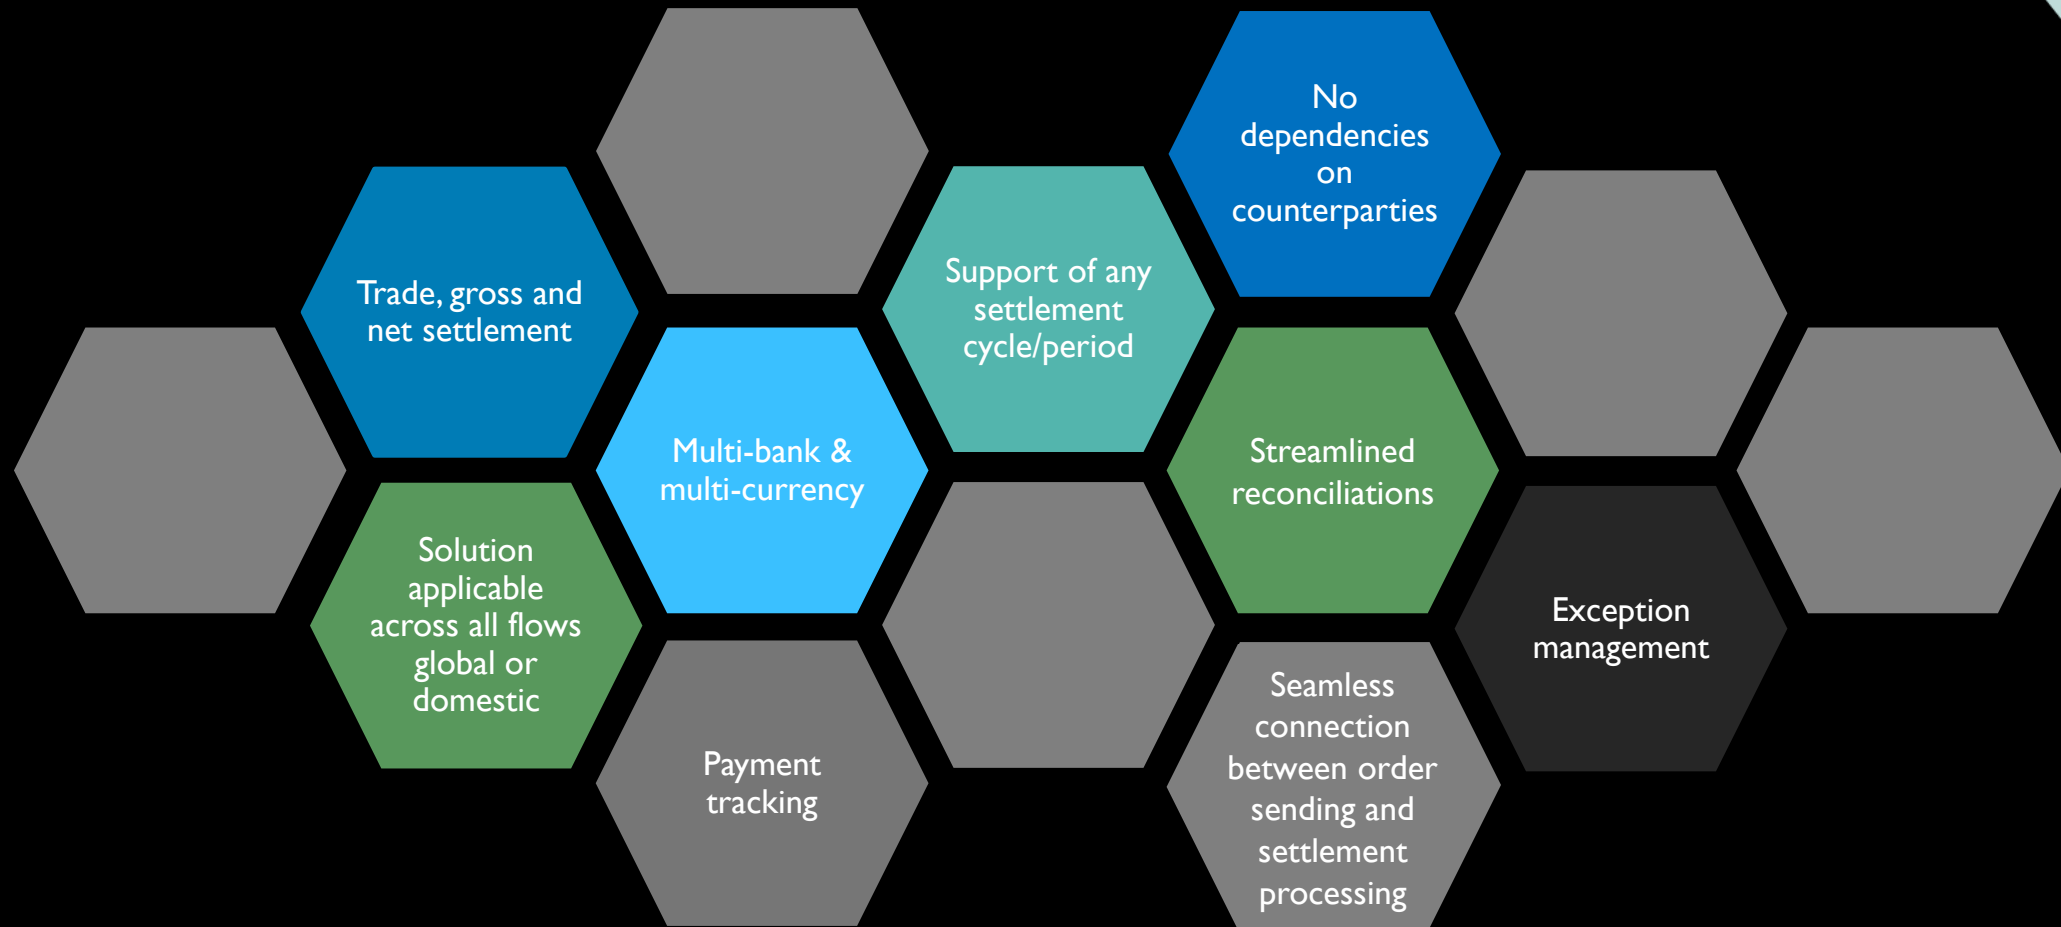 No
dependencies
on
counterparties
Trade, gross and
net settlement
Support of any
settlement
cycle/period
Multi-bank &
multi-currency
Streamlined
reconciliations
Solution
applicable
across all flows
global or
domestic
Exception
management
Payment
tracking
Seamless
connection
between order
sending and
settlement
processing